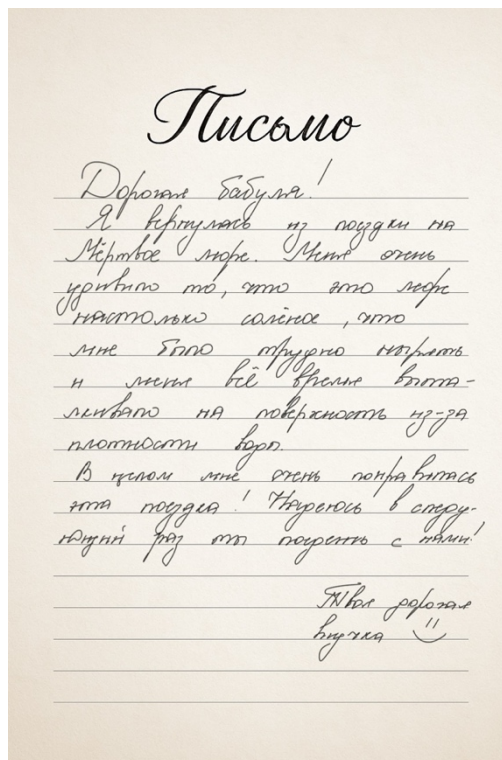 Письмо
Дорогая бабуля!
Я вернулась из поездки на
Мёртвое море. Меня очень
удивило то, что это море
настолько солёное, что
мне было трудно нырять
и меня всё время вытал-
кивало на поверхность из-за
плотности воды.
В целом мне очень понравилась
эта поездка! Надеюсь в следу-
ющий раз ты поедешь с нами!
Твоя дорогая
внучка